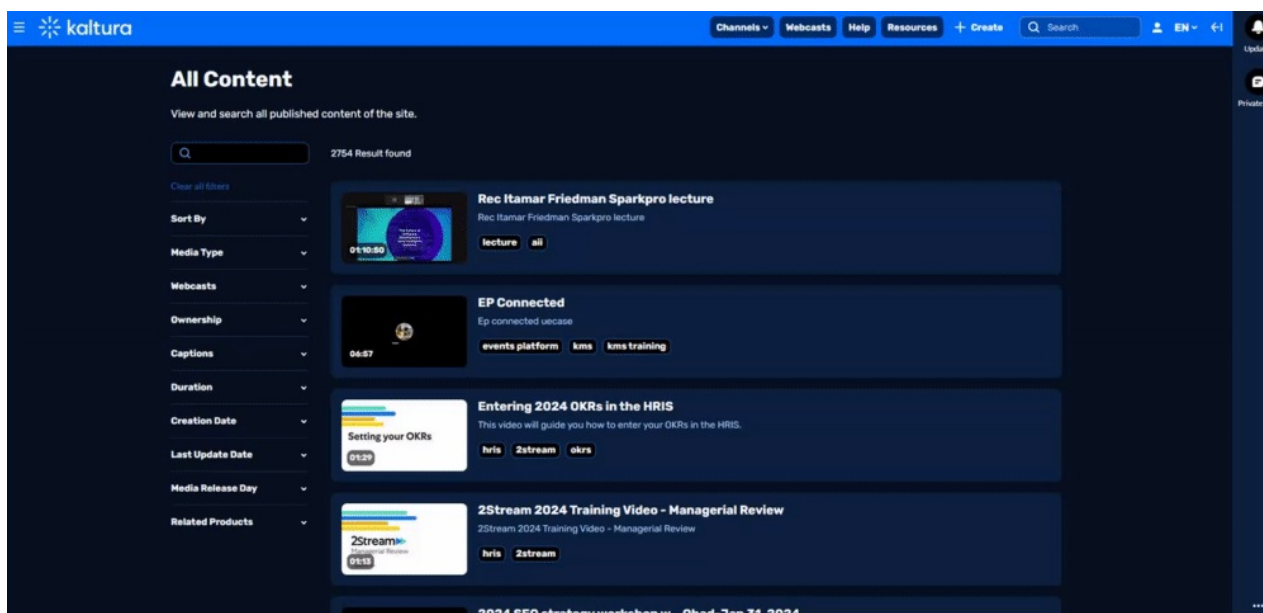 kaltura
Channels
Webcasts
Help
Resources
+ Create
Search
EN
All Content
View and search all published content of the site.
2754 Result found
Clear all filters
Sort By
Media Type
Webcasts
Ownership
Captions
Duration
Creation Date
Last Update Date
Media Release Day
Related Products
01:10:50
Rec Itamar Friedman Sparkpro lecture
Rec Itamar Friedman Sparkpro lecture
lecture aii
06:57
EP Connected
Ep connected uecase
events platform kms kms training
Setting your OKRs
01:29
Entering 2024 OKRs in the HRIS
This video will guide you how to enter your OKRs in the HRIS.
hris 2stream okrs
2Stream
Managerial Review
01:13
2Stream 2024 Training Video - Managerial Review
2Stream 2024 Training Video - Managerial Review
hris 2stream
Private